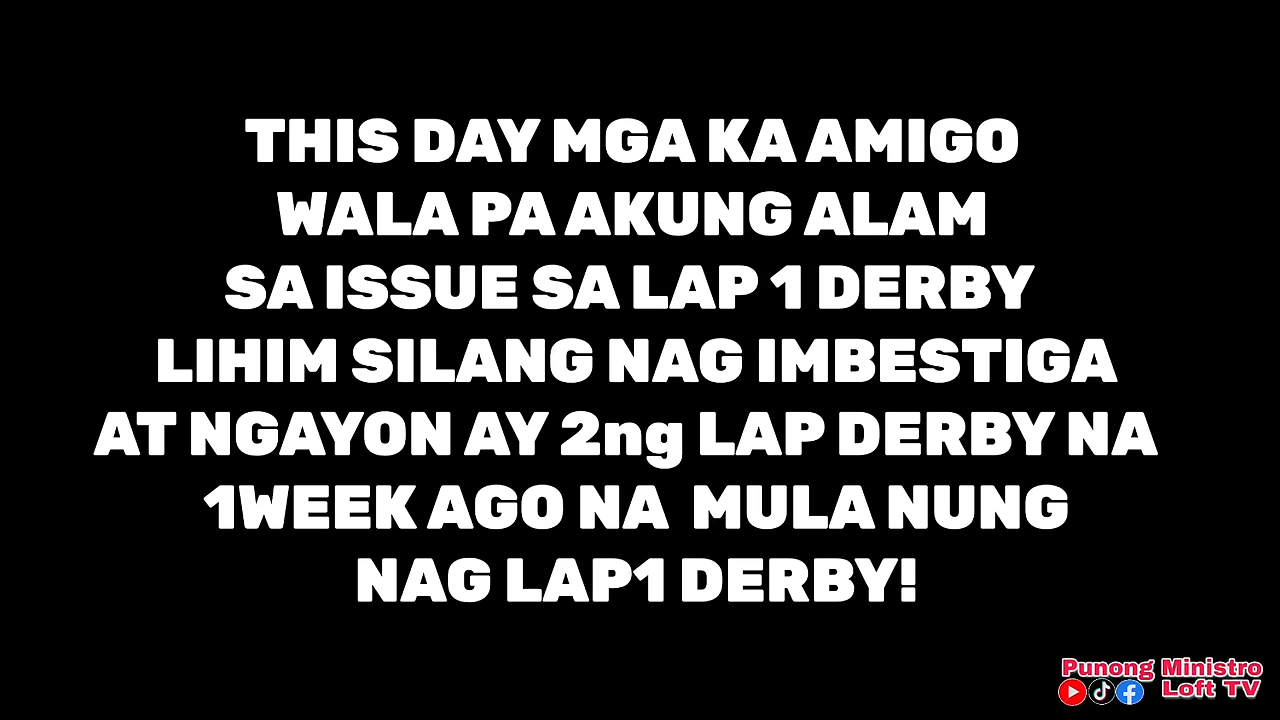 THIS DAY MGA KA AMIGO
WALA PA AKUNG ALAM
SA ISSUE SA LAP 1 DERBY
LIHIM SILANG NAG IMBESTIGA
AT NGAYON AY 2ng LAP DERBY NA
1WEEK AGO NA MULA NUNG
NAG LAP1 DERBY!
Punong Ministro
Loft TV